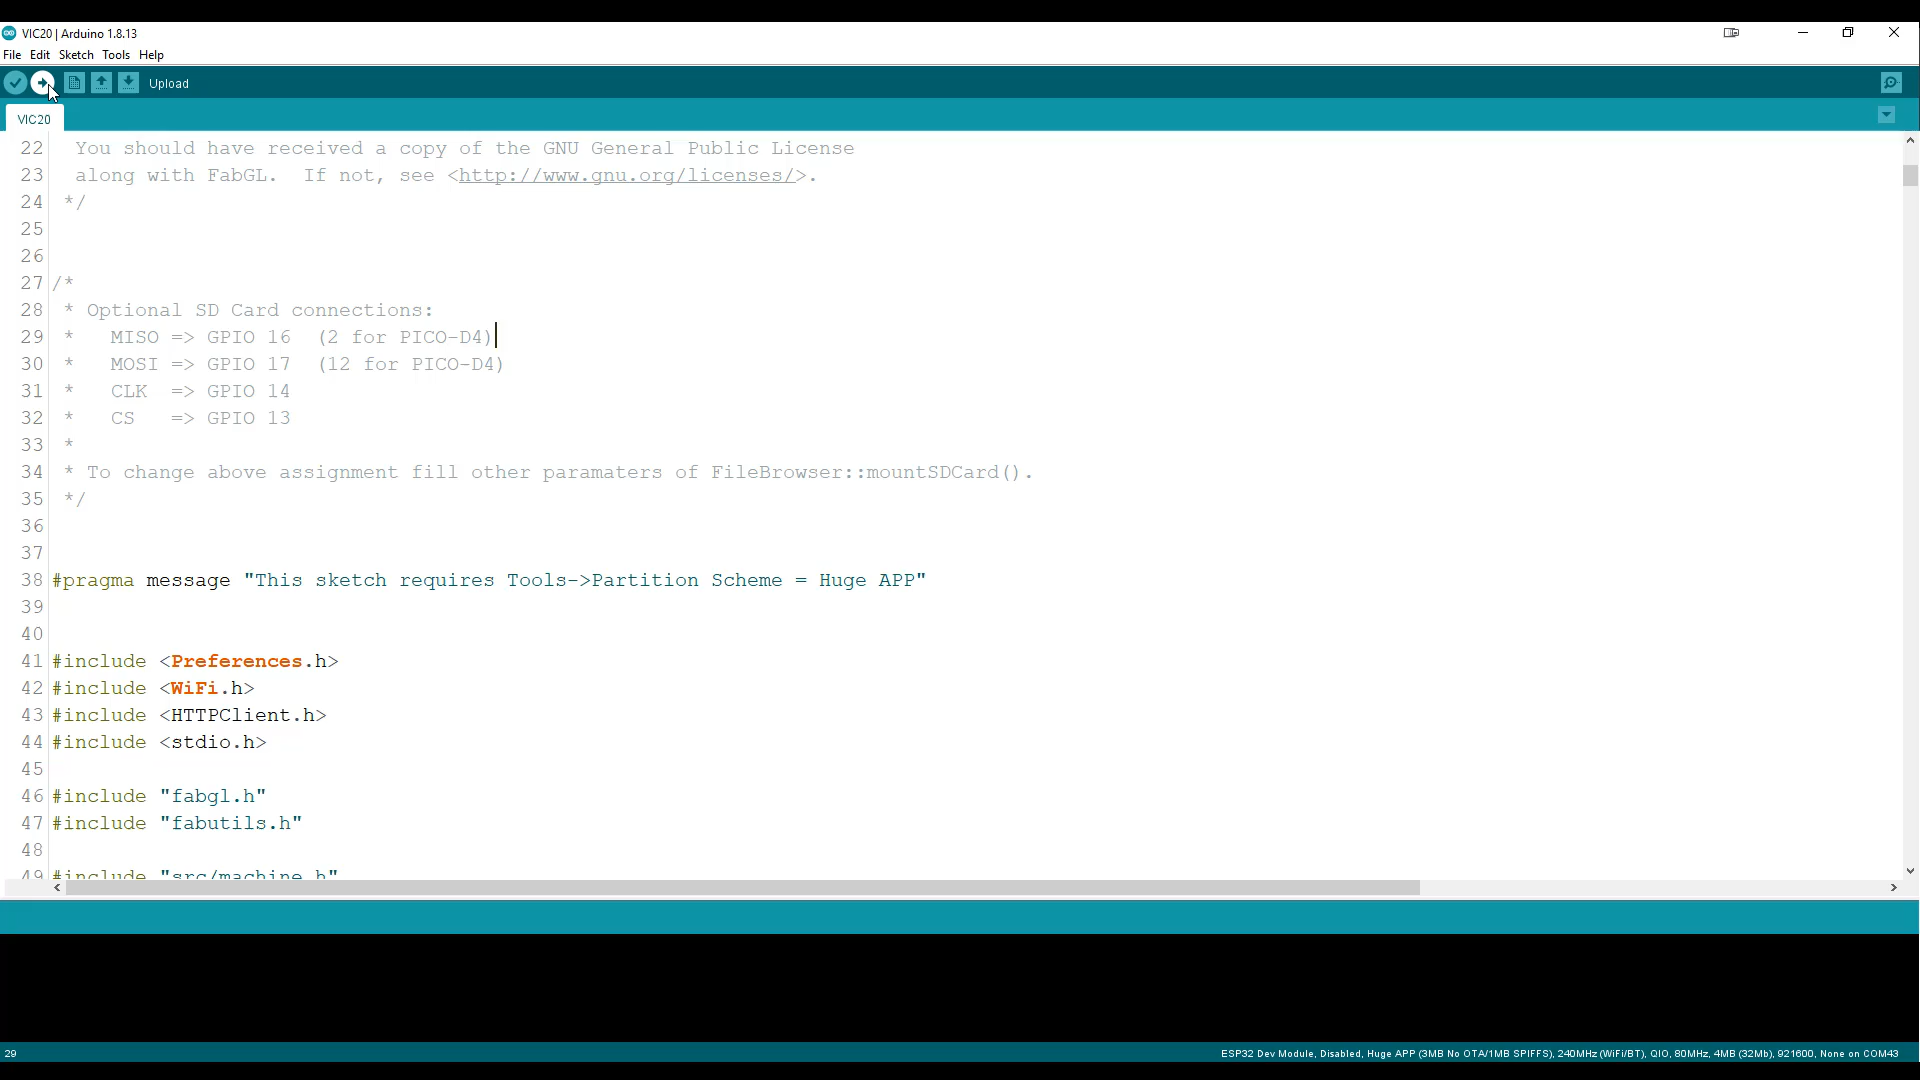 VIC20 | Arduino 1.8.13
File Edit Sketch Tools Help
Upload
VIC20
22 You should have received a copy of the GNU General Public License
23 along with FabGL.  If not, see <http://www.gnu.org/licenses/>.
24 */
25
26
27 /*
28 * Optional SD Card connections:
29 *   MISO => GPIO 16  (2 for PICO-D4)
30 *   MOSI => GPIO 17  (12 for PICO-D4)
31 *   CLK  => GPIO 14
32 *   CS   => GPIO 13
33 *
34 * To change above assignment fill other paramaters of FileBrowser::mountSDCard().
35 */
36
37
38 #pragma message "This sketch requires Tools->Partition Scheme = Huge APP"
39
40
41 #include <Preferences.h>
42 #include <WiFi.h>
43 #include <HTTPClient.h>
44 #include <stdio.h>
45
46 #include "fabgl.h"
47 #include "fabutils.h"
48
49 #include "src/machine.h"
29
ESP32 Dev Module, Disabled, Huge APP (3MB No OTA/1MB SPIFFS), 240MHz (WiFi/BT), QIO, 80MHz, 4MB (32Mb), 921600, None on COM43